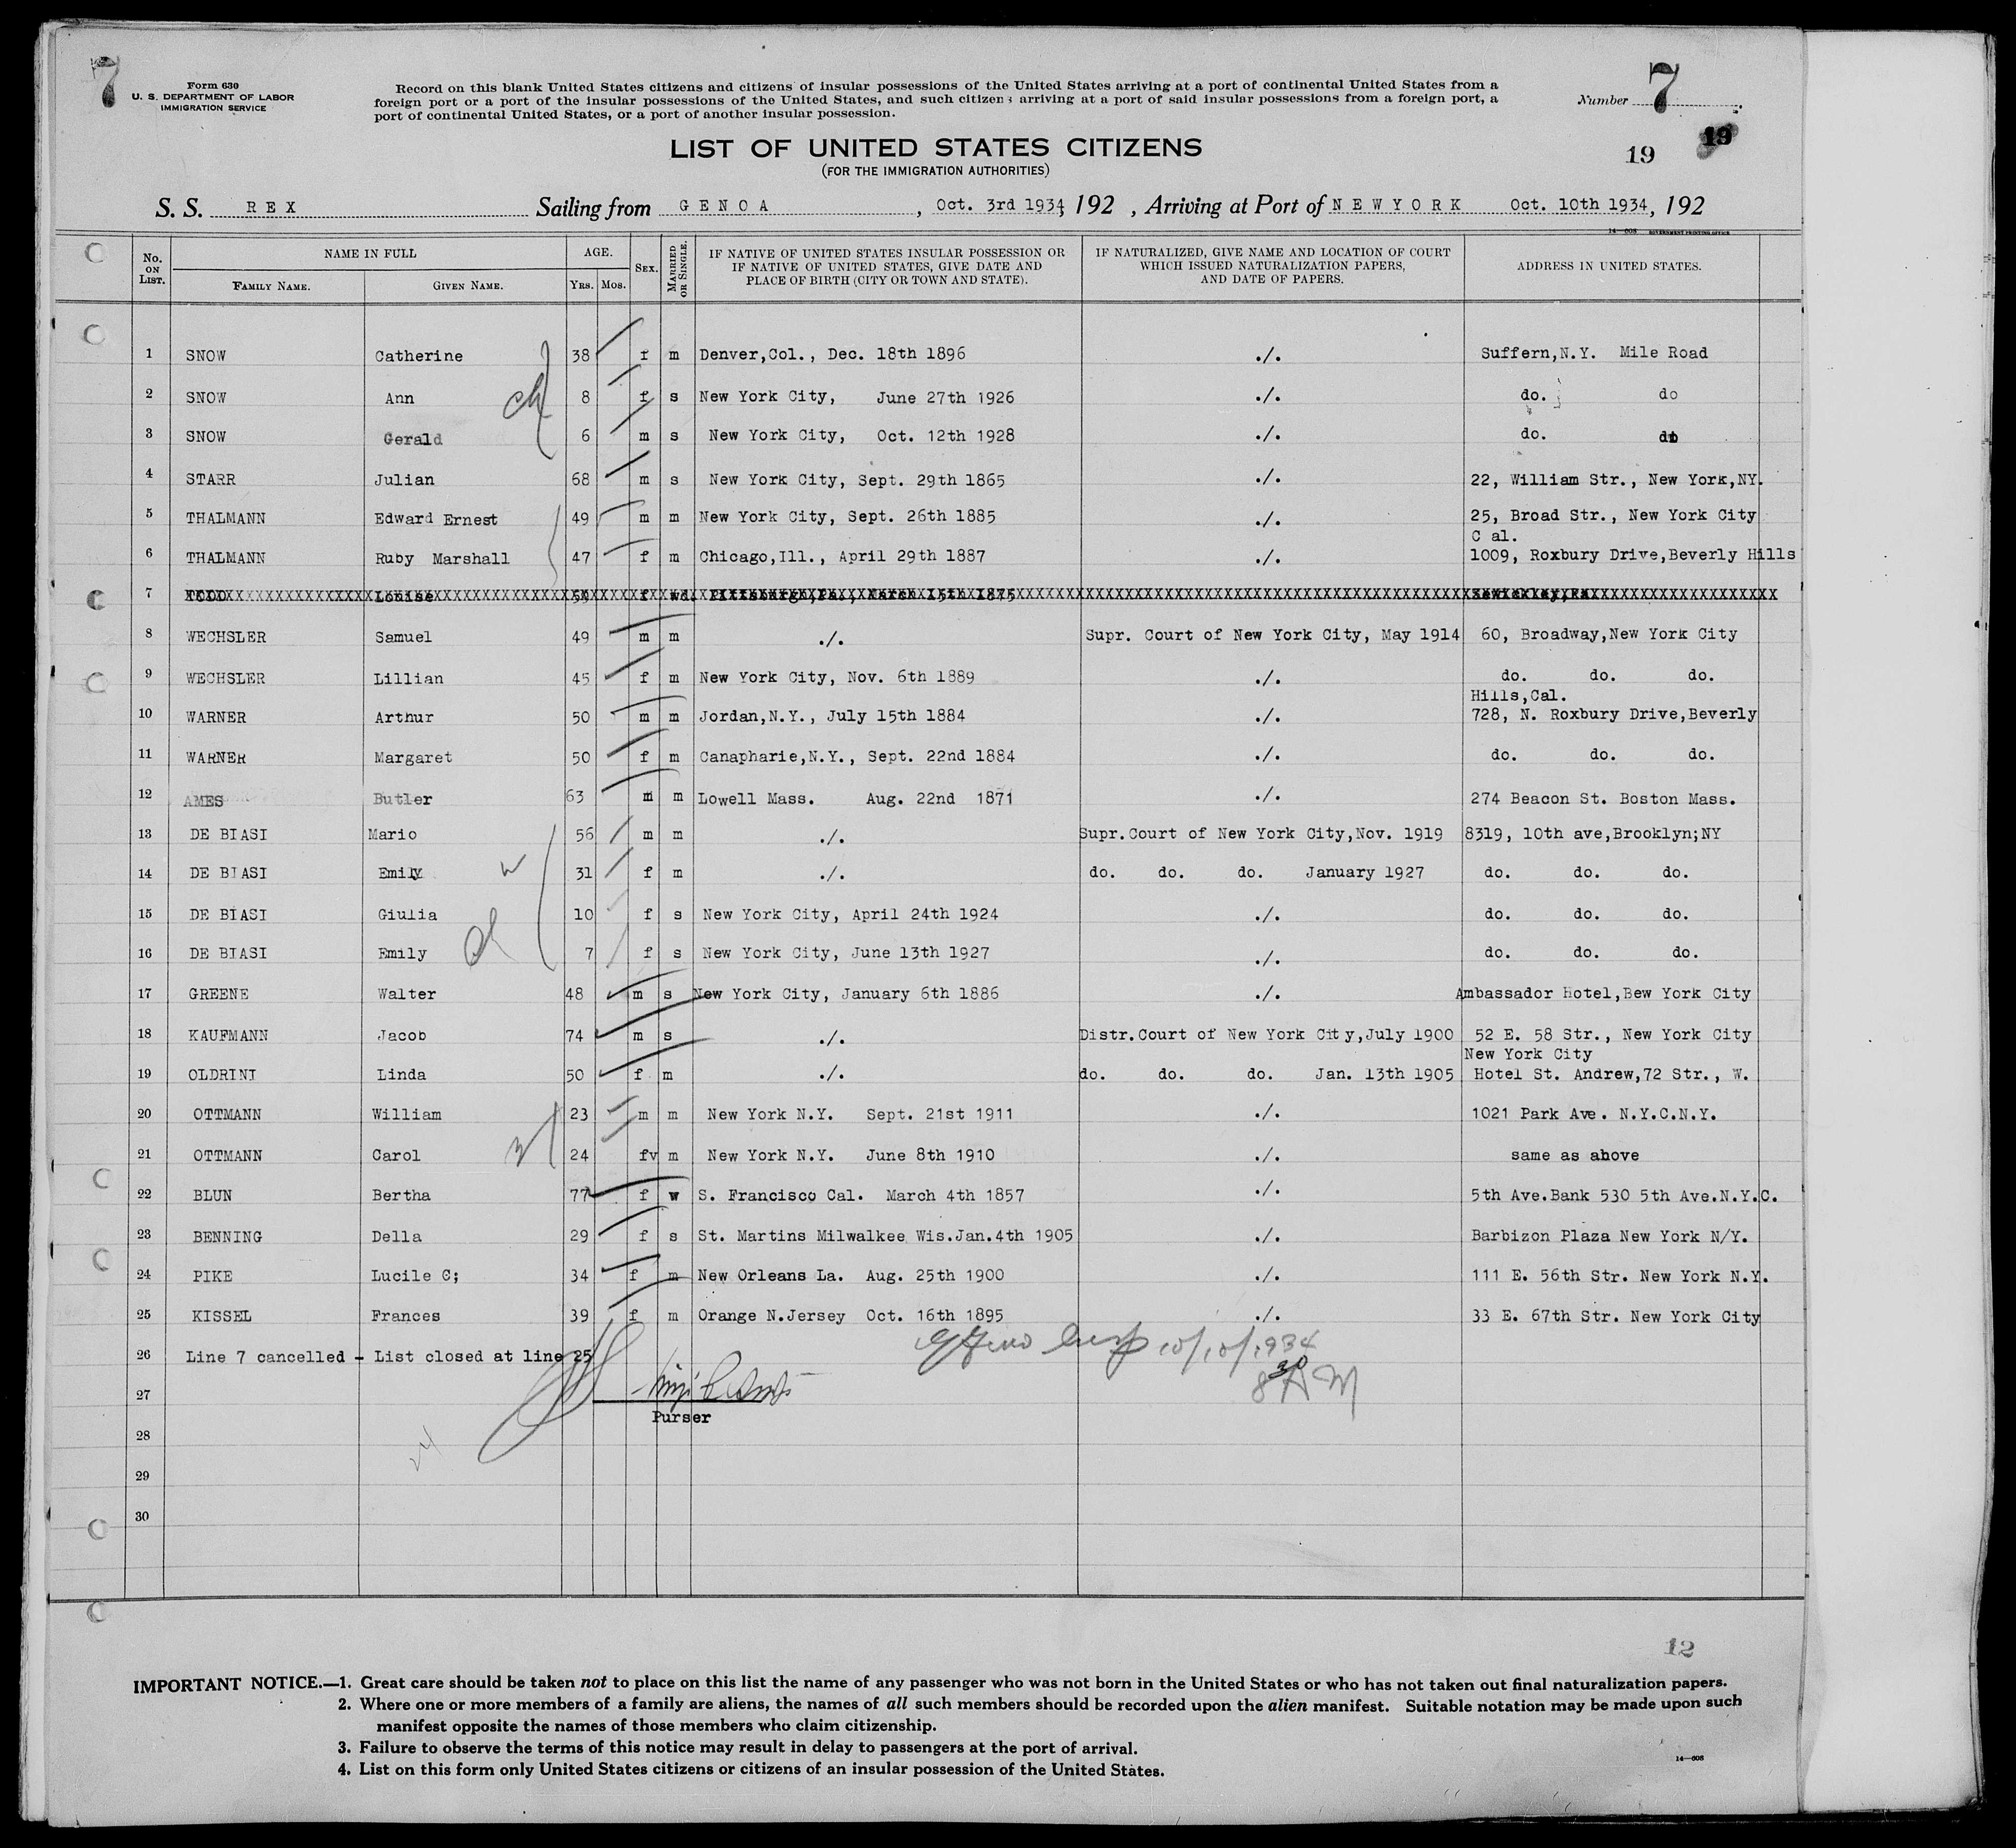 7
Form 630
U. S. DEPARTMENT OF LABOR
IMMIGRATION SERVICE
Record on this blank United States citizens and citizens of insular possessions of the United States arriving at a port of continental United States from a
foreign port or a port of the insular possessions of the United States, and such citizens arriving at a port of said insular possessions from a foreign port, a
port of continental United States, or a port of another insular possession.
Number 7
19 19
LIST OF UNITED STATES CITIZENS
(FOR THE IMMIGRATION AUTHORITIES)
S. S. REX Sailing from GENOA, Oct. 3rd 1934, 192 , Arriving at Port of NEWYORK Oct. 10th 1934, 192
14—608 GOVERNMENT PRINTING OFFICE
No. ON LIST. NAME IN FULL FAMILY NAME. GIVEN NAME. AGE. YRS. MOS. SEX. MARRIED OR SINGLE. IF NATIVE OF UNITED STATES INSULAR POSSESSION OR IF NATIVE OF UNITED STATES, GIVE DATE AND PLACE OF BIRTH (CITY OR TOWN AND STATE). IF NATURALIZED, GIVE NAME AND LOCATION OF COURT WHICH ISSUED NATURALIZATION PAPERS, AND DATE OF PAPERS. ADDRESS IN UNITED STATES.
1 SNOW Catherine 38 f m Denver,Col., Dec. 18th 1896 ./. Suffern,N.Y. Mile Road
2 SNOW Ann 8 f s New York City, June 27th 1926 ./. do. do
3 SNOW Gerald 6 m s New York City, Oct. 12th 1928 ./. do. do
4 STARR Julian 68 m s New York City, Sept. 29th 1865 ./. 22, William Str., New York,NY.
5 THALMANN Edward Ernest 49 m m New York City, Sept. 26th 1885 ./. 25, Broad Str., New York City
C al.
6 THALMANN Ruby Marshall 47 f m Chicago,Ill., April 29th 1887 ./. 1009, Roxbury Drive,Beverly Hills
7 TODD Louise 59 f wd. Pittsburgh,Pa., March 15th 1875 Sewickley,Pa.
8 WECHSLER Samuel 49 m m ./. Supr. Court of New York City, May 1914 60, Broadway,New York City
9 WECHSLER Lillian 45 f m New York City, Nov. 6th 1889 ./. do. do. do.
Hills,Cal.
10 WARNER Arthur 50 m m Jordan,N.Y., July 15th 1884 ./. 728, N. Roxbury Drive,Beverly
11 WARNER Margaret 50 f m Canapharie,N.Y., Sept. 22nd 1884 ./. do. do. do.
12 AMES Butler 63 m m Lowell Mass. Aug. 22nd 1871 ./. 274 Beacon St. Boston Mass.
13 DE BIASI Mario 56 m m ./. Supr.Court of New York City,Nov. 1919 8319, 10th ave,Brooklyn;NY
14 DE BIASI Emily 31 f m ./. do. do. do. January 1927 do. do. do.
15 DE BIASI Giulia 10 f s New York City, April 24th 1924 ./. do. do. do.
16 DE BIASI Emily 7 f s New York City, June 13th 1927 ./. do. do. do.
17 GREENE Walter 48 m s New York City, January 6th 1886 ./. Ambassador Hotel,Bew York City
18 KAUFMANN Jacob 74 m s ./. Distr.Court of New York City,July 1900 52 E. 58 Str., New York City
New York City
19 OLDRINI Linda 50 f m ./. do. do. do. Jan. 13th 1905 Hotel St. Andrew,72 Str., W.
20 OTTMANN William 23 m m New York N.Y. Sept. 21st 1911 ./. 1021 Park Ave. N.Y.C.N.Y.
21 OTTMANN Carol 24 fv m New York N.Y. June 8th 1910 ./. same as above
22 BLUN Bertha 77 f w S. Francisco Cal. March 4th 1857 ./. 5th Ave.Bank 530 5th Ave.N.Y.C.
23 BENNING Della 29 f s St. Martins Milwalkee Wis.Jan.4th 1905 ./. Barbizon Plaza New York N/Y.
24 PIKE Lucile C; 34 f m New Orleans La. Aug. 25th 1900 ./. 111 E. 56th Str. New York N.Y.
25 KISSEL Frances 39 f m Orange N.Jersey Oct. 16th 1895 ./. 33 E. 67th Str. New York City
26 Line 7 cancelled - List closed at line 25 10/10/1934
27 8 30 AM
Purser
28
29
30
12
IMPORTANT NOTICE.—1. Great care should be taken not to place on this list the name of any passenger who was not born in the United States or who has not taken out final naturalization papers.
2. Where one or more members of a family are aliens, the names of all such members should be recorded upon the alien manifest. Suitable notation may be made upon such
manifest opposite the names of those members who claim citizenship.
3. Failure to observe the terms of this notice may result in delay to passengers at the port of arrival.
4. List on this form only United States citizens or citizens of an insular possession of the United States.
14—608